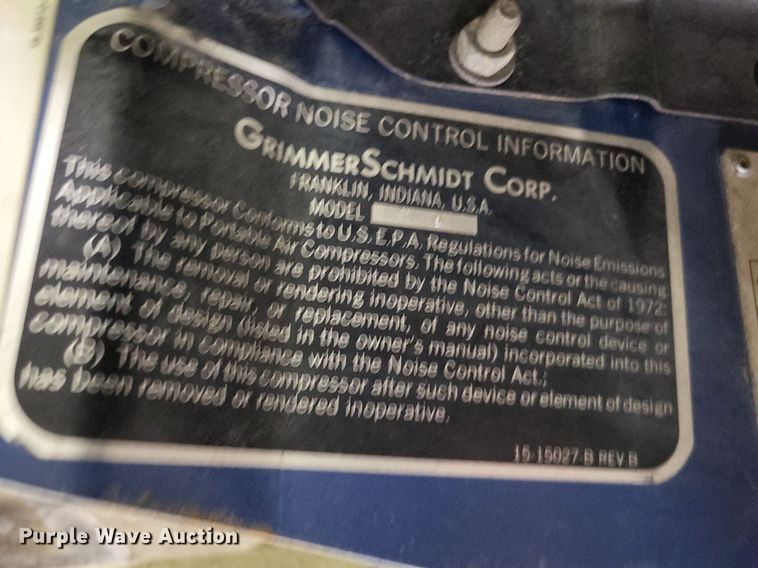 COMPRESSOR NOISE CONTROL INFORMATION
GRIMMERSCHMIDT CORP.
FRANKLIN, INDIANA, U.S.A.
MODEL
This compressor Conforms to U.S. E.P.A. Regulations for Noise Emissions
Applicable to Portable Air Compressors. The following acts or the causing
thereof by any person are prohibited by the Noise Control Act of 1972:
(A) The removal or rendering inoperative, other than the purpose of
maintenance, repair, or replacement, of any noise control device or
element of design (listed in the owner's manual) incorporated into this
compressor in compliance with the Noise Control Act.;
(B) The use of this compressor after such device or element of design
has been removed or rendered inoperative.
15-15027-B REV.B
Purple Wave Auction